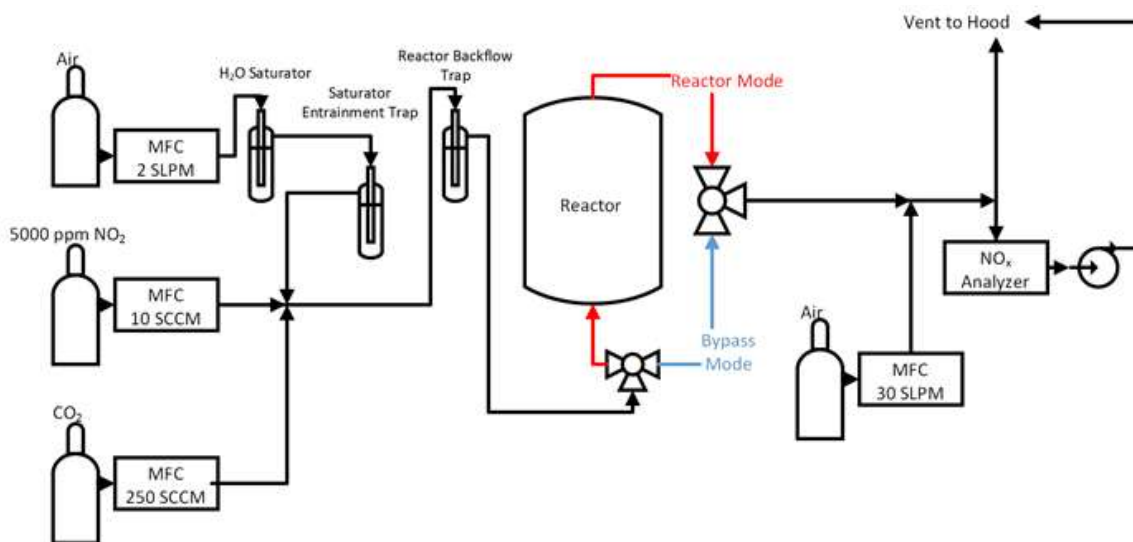 Air
MFC
2 SLPM
H₂O Saturator
Saturator
Entrainment Trap
Reactor Backflow
Trap
5000 ppm NO₂
MFC
10 SCCM
CO₂
MFC
250 SCCM
Reactor
Reactor Mode
Bypass
Mode
Air
MFC
30 SLPM
Vent to Hood
NOₓ
Analyzer